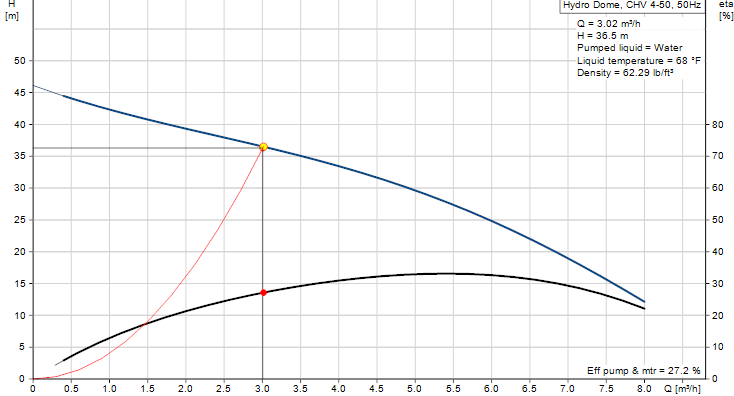 H
[m]
Hydro Dome, CHV 4-50, 50Hz
eta
[%]
Q = 3.02 m³/h
H = 36.5 m
Pumped liquid = Water
Liquid temperature = 68 °F
Density = 62.29 lb/ft³
50
45
40
35
30
25
20
15
10
5
0
80
70
60
50
40
30
20
10
0
Eff pump & mtr = 27.2 %
0 0.5 1.0 1.5 2.0 2.5 3.0 3.5 4.0 4.5 5.0 5.5 6.0 6.5 7.0 7.5 8.0 Q [m³/h]